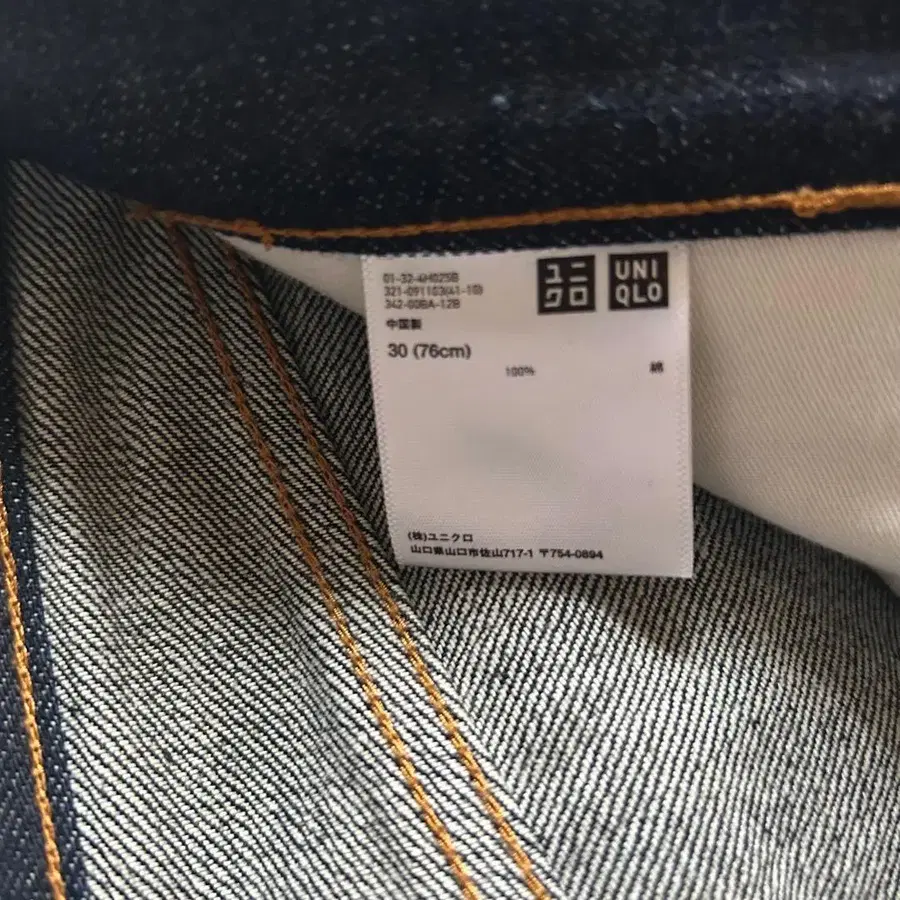 01-32-4H025B
321-091103(41-10)
342-00BA-12B
ユニ
クロ
UNI
QLO
中国製
30 (76cm)
100% 綿
(株)ユニクロ
山口県山口市佐山717-1 〒754-0894